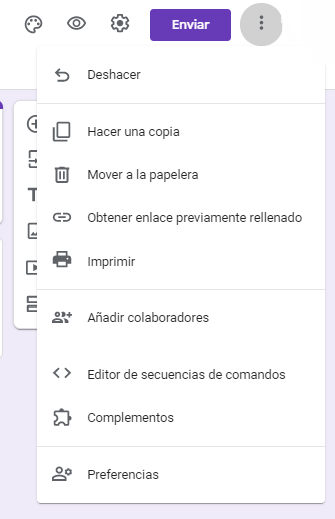 Enviar
Deshacer
Hacer una copia
Mover a la papelera
Obtener enlace previamente rellenado
Imprimir
Añadir colaboradores
Editor de secuencias de comandos
Complementos
Preferencias